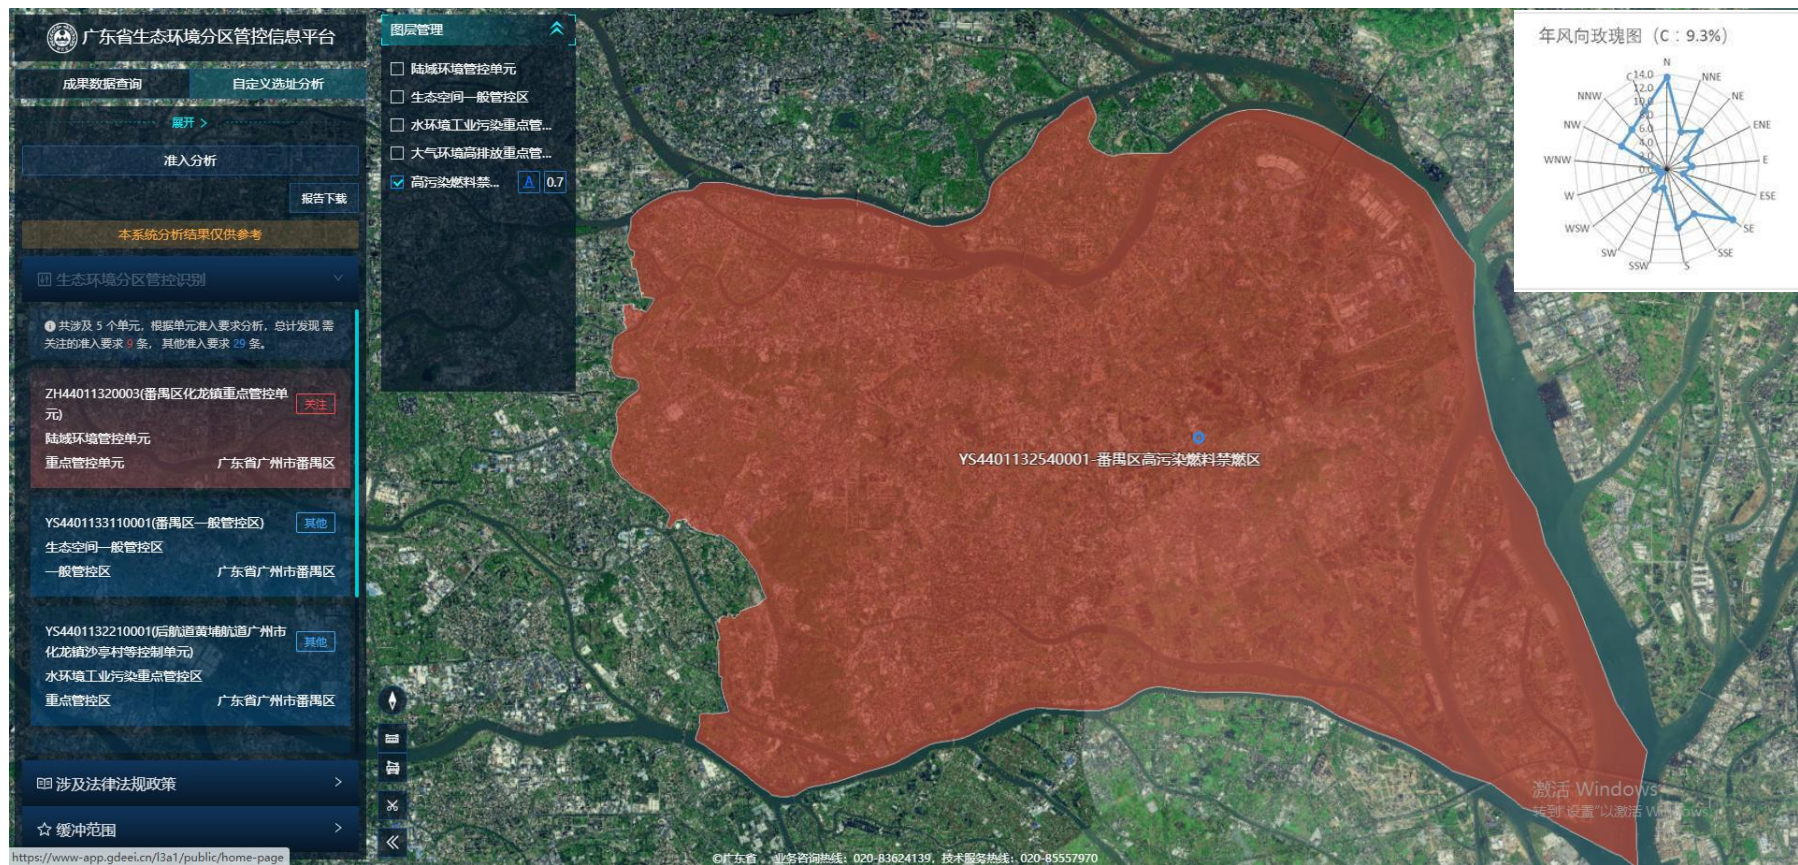 广东省生态环境分区管控信息平台
成果数据查询
自定义选址分析
展开 >
准入分析
报告下载
本系统分析结果仅供参考
生态环境分区管控识别
共涉及 5 个单元, 根据单元准入要求分析, 总计发现 需
关注的准入要求 9 条, 其他准入要求 29 条。
ZH44011320003(番禺区化龙镇重点管控单
元)
关注
陆域环境管控单元
重点管控单元 广东省广州市番禺区
YS4401133110001(番禺区一般管控区)
其他
生态空间一般管控区
一般管控区 广东省广州市番禺区
YS4401132210001(后航道黄埔航道广州市
化龙镇沙亭村等控制单元)
其他
水环境工业污染重点管控区
重点管控区 广东省广州市番禺区
涉及法律法规政策
缓冲范围
https://www-app.gdeei.cn/l3a1/public/home-page
图层管理
陆域环境管控单元
生态空间一般管控区
水环境工业污染重点管...
大气环境高排放重点管...
高污染燃料禁... A 0.7
YS4401132540001-番禺区高污染燃料禁燃区
年风向玫瑰图 (C : 9.3%)
N
NNE
NE
ENE
E
ESE
SE
SSE
S
SSW
SW
WSW
W
WNW
NW
NNW
C
14.0
12.0
10.0
8.0
6.0
4.0
2.0
0.0
激活 Windows
转到"设置"以激活 Windows。
©广东省 , 业务咨询热线: 020-83624139, 技术服务热线: 020-85557970